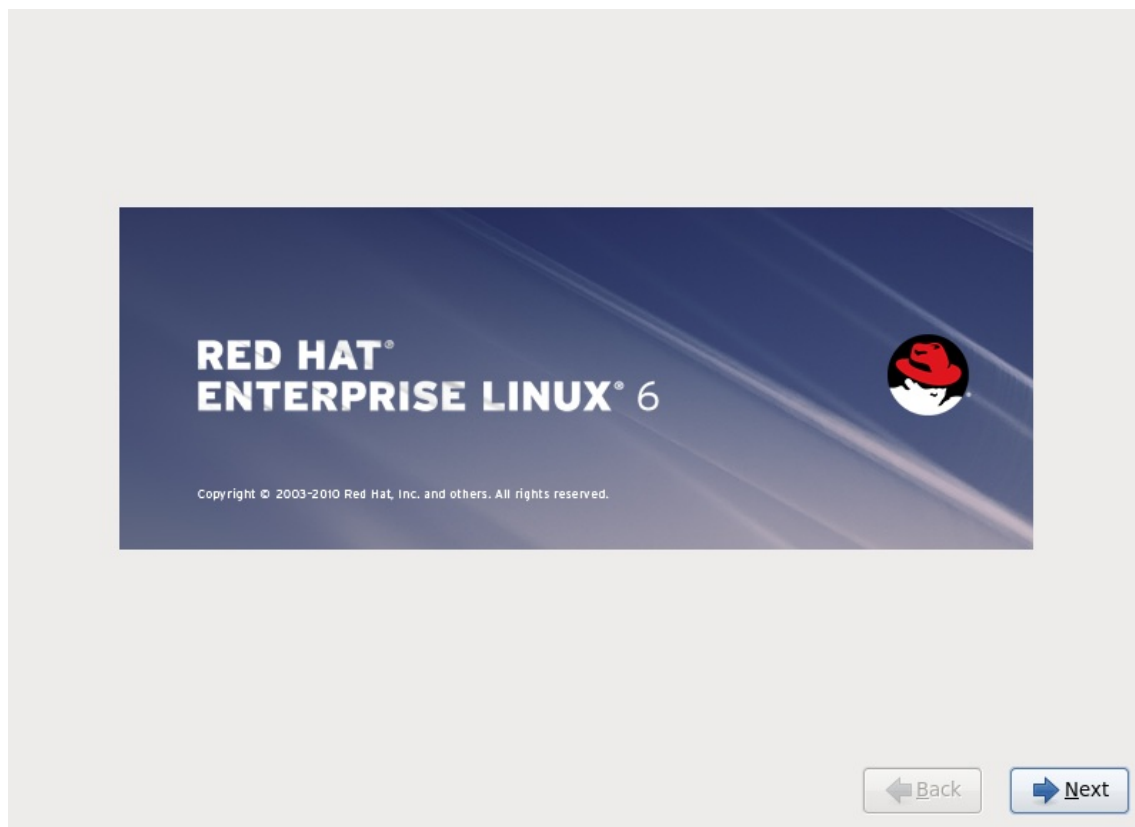 RED HAT®
ENTERPRISE LINUX® 6
Copyright © 2003-2010 Red Hat, Inc. and others. All rights reserved.
Back
Next